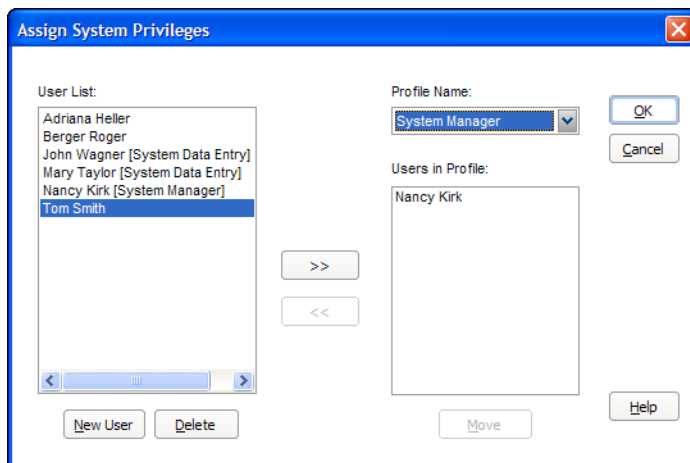 Assign System Privileges
User List:
Adriana Heller
Berger Roger
John Wagner [System Data Entry]
Mary Taylor [System Data Entry]
Nancy Kirk [System Manager]
Tom Smith
>>
<<
New User
Delete
Profile Name:
System Manager
Users in Profile:
Nancy Kirk
Move
OK
Cancel
Help